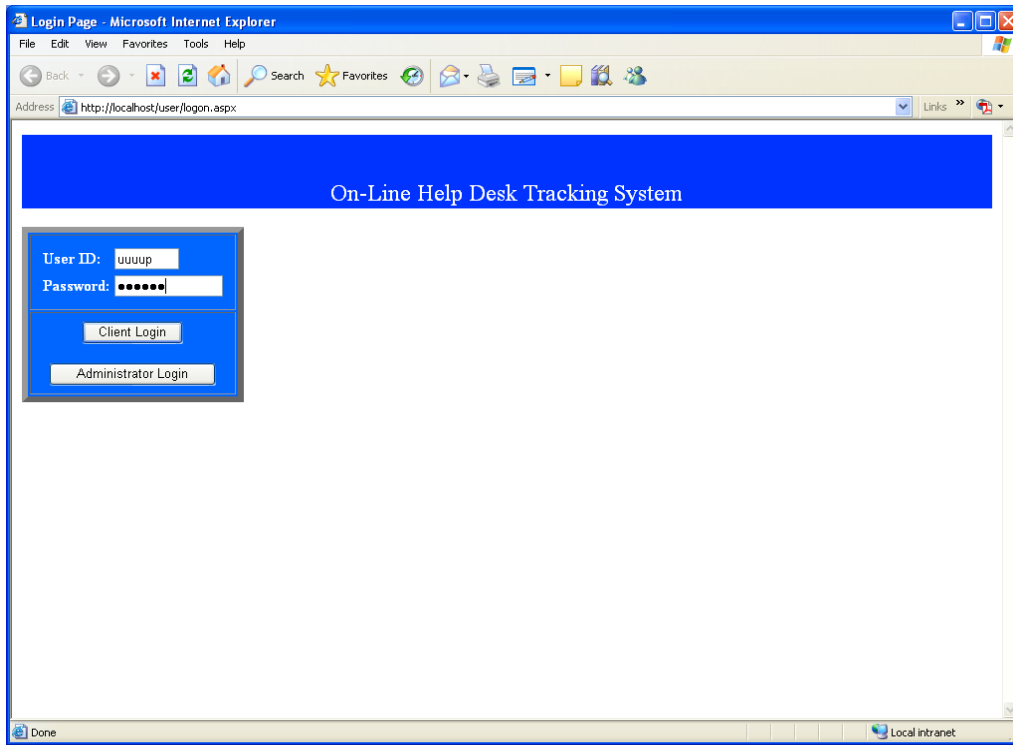 Login Page - Microsoft Internet Explorer
File Edit View Favorites Tools Help
Back Search Favorites
Address http://localhost/user/logon.aspx Links »
On-Line Help Desk Tracking System
User ID: uuuup
Password: ●●●●●●
Client Login
Administrator Login
Done Local intranet